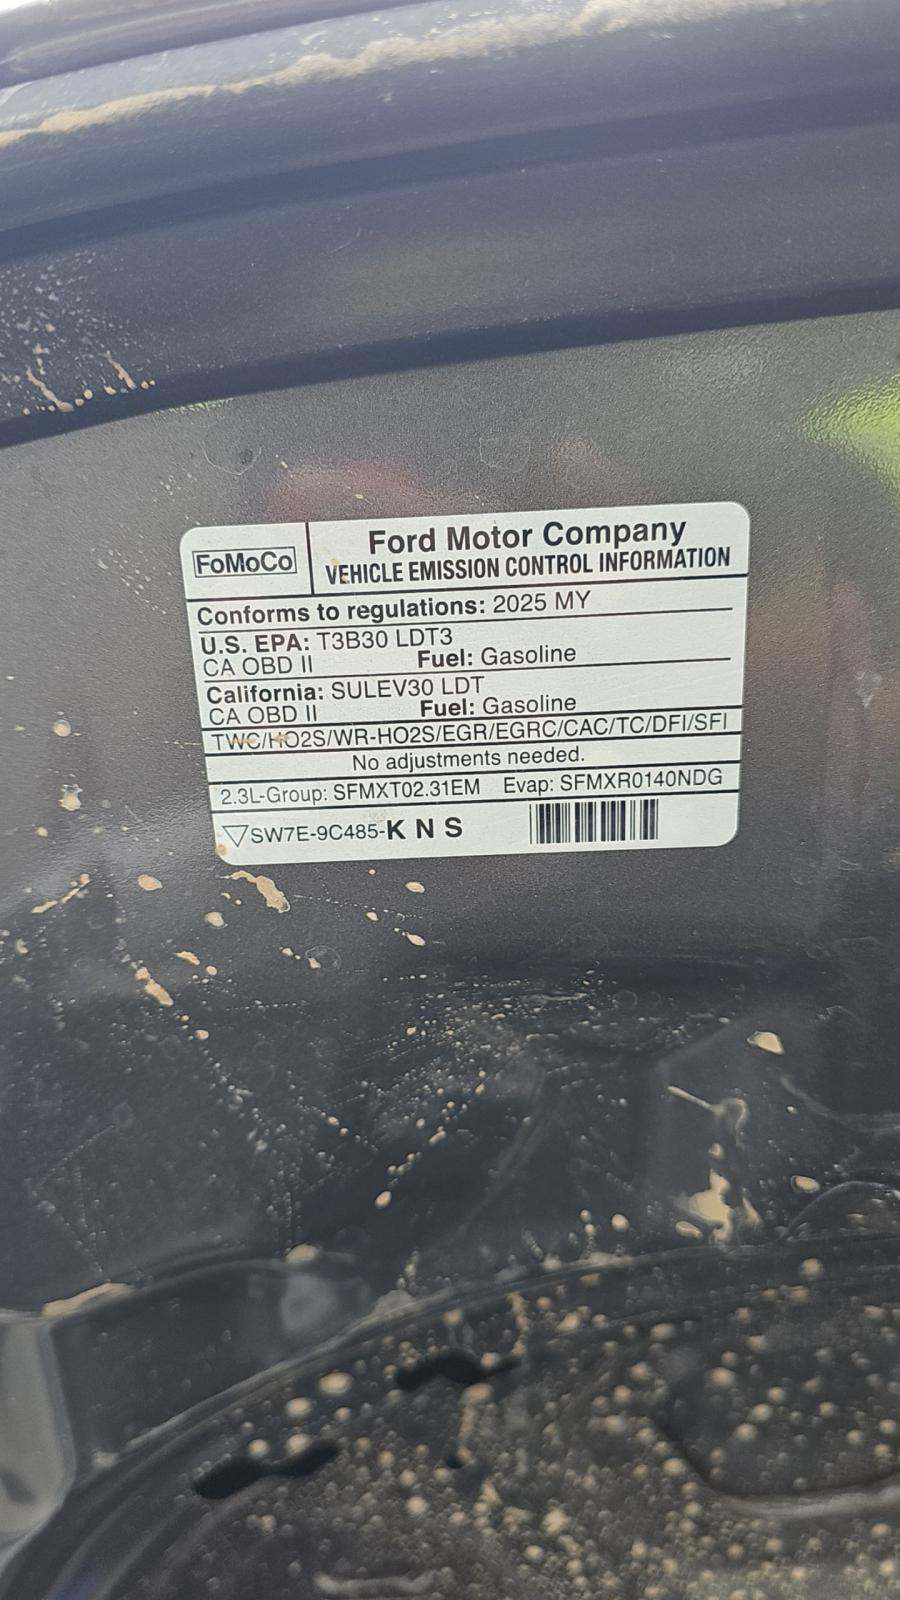 FoMoCo
Ford Motor Company
VEHICLE EMISSION CONTROL INFORMATION
Conforms to regulations: 2025 MY
U.S. EPA: T3B30 LDT3
CA OBD II Fuel: Gasoline
California: SULEV30 LDT
CA OBD II Fuel: Gasoline
TWC/HO2S/WR-HO2S/EGR/EGRC/CAC/TC/DFI/SFI
No adjustments needed.
2.3L-Group: SFMXT02.31EM Evap: SFMXR0140NDG
▽SW7E-9C485-K N S